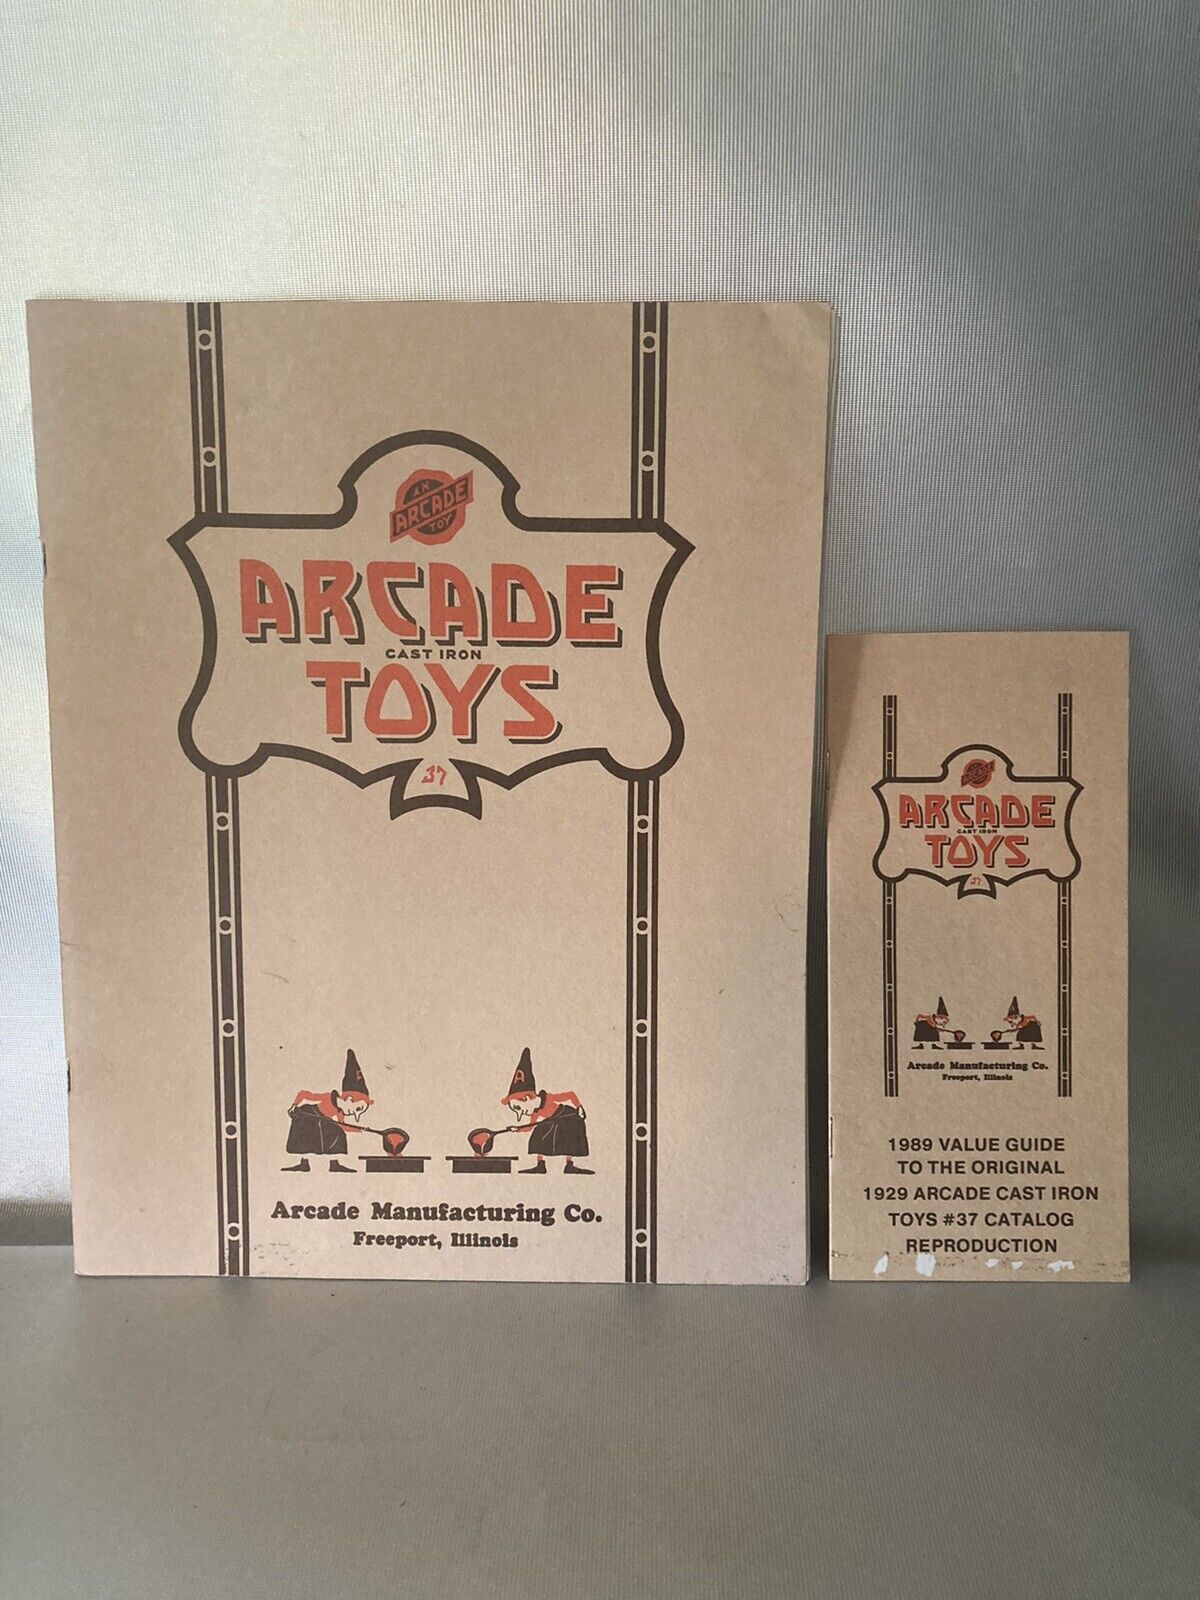 AN
ARCADE
TOY
ARCADE
CAST IRON
TOYS
37
A
Arcade Manufacturing Co.
Freeport, Illinois
ARCADE
ARCADE
CAST IRON
TOYS
37
Arcade Manufacturing Co.
Freeport, Illinois
1989 VALUE GUIDE
TO THE ORIGINAL
1929 ARCADE CAST IRON
TOYS #37 CATALOG
REPRODUCTION